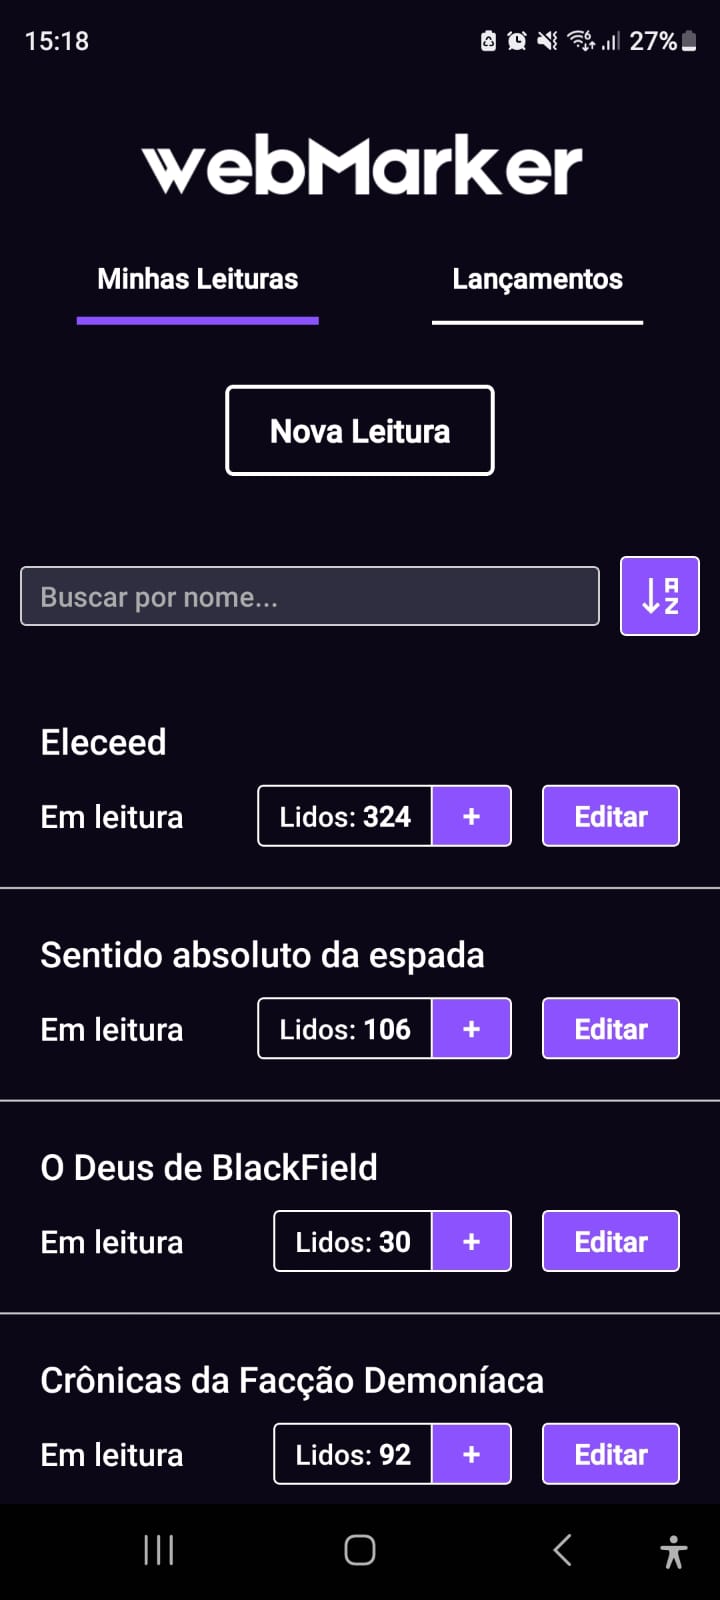 15:18 27%
webMarker
Minhas Leituras Lançamentos
Nova Leitura
Buscar por nome... A Z
Eleceed
Em leitura Lidos: 324 + Editar
Sentido absoluto da espada
Em leitura Lidos: 106 + Editar
O Deus de BlackField
Em leitura Lidos: 30 + Editar
Crônicas da Facção Demoníaca
Em leitura Lidos: 92 + Editar